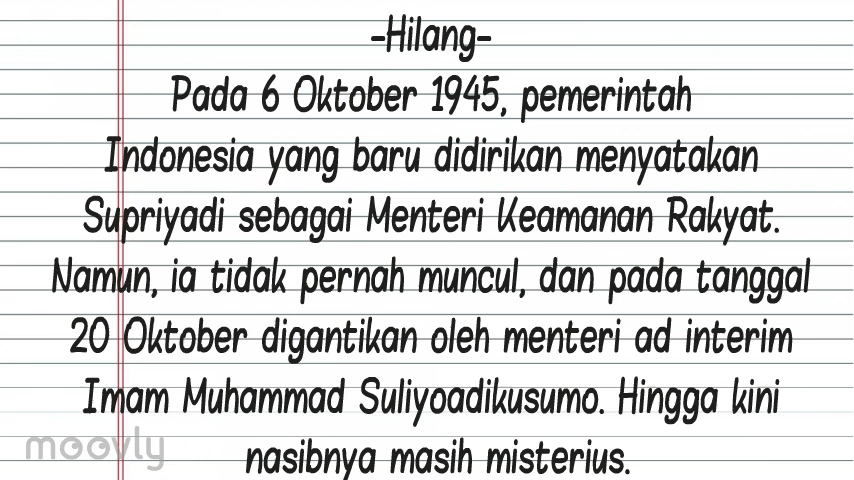 -Hilang-
Pada 6 Oktober 1945, pemerintah
Indonesia yang baru didirikan menyatakan
Supriyadi sebagai Menteri Keamanan Rakyat.
Namun, ia tidak pernah muncul, dan pada tanggal
20 Oktober digantikan oleh menteri ad interim
Imam Muhammad Suliyoadikusumo. Hingga kini
nasibnya masih misterius.
moovly